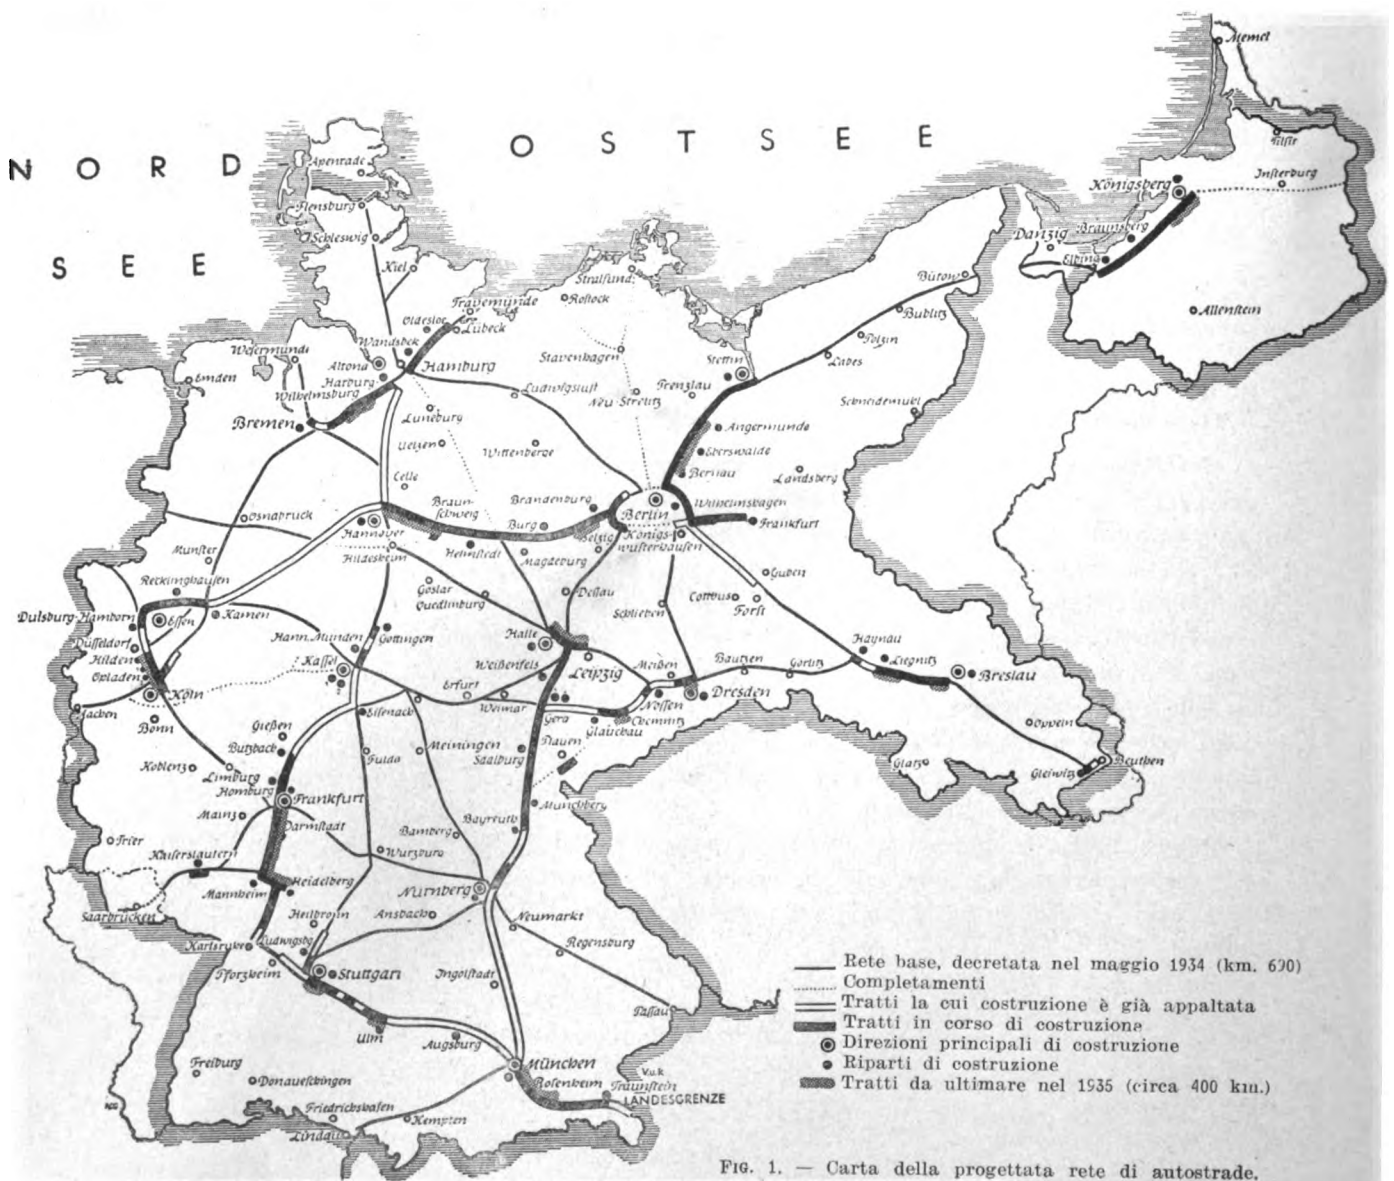 NORD
OSTSEE
SEE
Memel
Tilsit
Insterburg
Königsberg
Braunsberg
Danzig
Elbing
Allenstein
Apenrade
Flensburg
Schleswig
Kiel
Travemünde
Oldesloe
Lübeck
Wandsbek
Altona
Hamburg
Harburg-
Wilhelmsburg
Wesermünde
Emden
Bremen
Stralsund
Rostock
Stavenhagen
Ludwigslust
Neu-Strelitz
Prenzlau
Stettin
Bütow
Bublitz
Polzin
Labes
Schneidemühl
Lüneburg
Uelzen
Wittenberge
Angermünde
Eberswalde
Bernau
Landsberg
Celle
Braun-
schweig
Brandenburg
Burg
Berlin
Wilhelmshagen
Frankfurt
Königs-
wusterhausen
Osnabrück
Hannover
Hildesheim
Helmstedt
Magdeburg
Belzig
Münster
Recklinghausen
Goslar
Quedlinburg
Dessau
Schlieben
Cottbus
Forst
Guben
Duisburg-Hamborn
Essen
Kamen
Düsseldorf
Hilden
Opladen
Köln
Hann. Münden
Göttingen
Kassel
Halle
Weißenfels
Leipzig
Meißen
Bautzen
Görlitz
Haynau
Liegnitz
Breslau
Aachen
Bonn
Gießen
Butzbach
Eisenach
Erfurt
Weimar
Gera
Glauchau
Chemnitz
Nossen
Dresden
Oppeln
Koblenz
Limburg
Homburg
Fulda
Meiningen
Saalburg
Plauen
Glatz
Gleiwitz
Beuthen
Frankfurt
Mainz
Darmstadt
Bamberg
Bayreuth
Münchberg
Trier
Kaiserslautern
Würzburg
Mannheim
Heidelberg
Nürnberg
Saarbrücken
Heilbronn
Ansbach
Neumarkt
Karlsruhe
Ludwigsbg
Regensburg
Pforzheim
Stuttgart
Ingolstadt
Passau
Ulm
Augsburg
Freiburg
Donaueschingen
München
Rosenheim
Traunstein
V.u.k
LANDESGRENZE
Friedrichshafen
Lindau
Kempten
Rete base, decretata nel maggio 1934 (km. 690)
Completamenti
Tratti la cui costruzione è già appaltata
Tratti in corso di costruzione
Direzioni principali di costruzione
Riparti di costruzione
Tratti da ultimare nel 1935 (circa 400 km.)
FIG. 1. — Carta della progettata rete di autostrade.